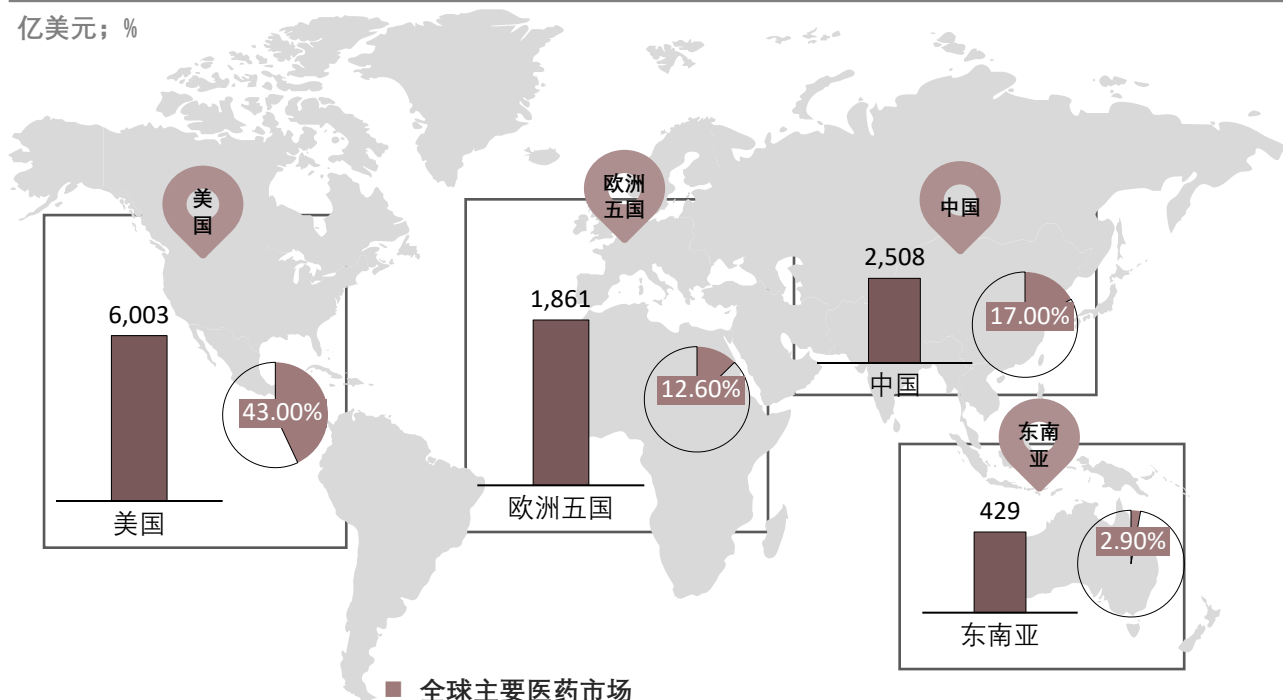 亿美元；%
美
国
6,003
43.00%
美国
欧洲
五国
1,861
12.60%
欧洲五国
中国
2,508
17.00%
中国
东南
亚
429
2.90%
东南亚
全球主要医药市场